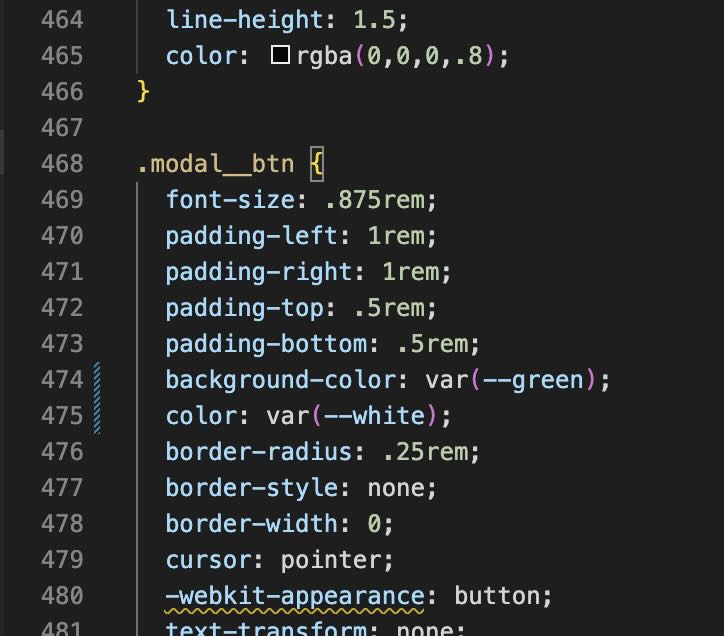 464 line-height: 1.5;
465 color: rgba(0,0,0,.8);
466 }
467
468 .modal__btn {
469 font-size: .875rem;
470 padding-left: 1rem;
471 padding-right: 1rem;
472 padding-top: .5rem;
473 padding-bottom: .5rem;
474 background-color: var(--green);
475 color: var(--white);
476 border-radius: .25rem;
477 border-style: none;
478 border-width: 0;
479 cursor: pointer;
480 -webkit-appearance: button;
481 text-transform: none;